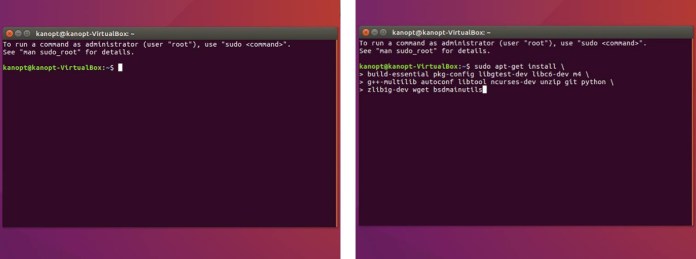 kanopt@kanopt-VirtualBox: ~
To run a command as administrator (user "root"), use "sudo <command>".
See "man sudo_root" for details.
kanopt@kanopt-VirtualBox:~$
kanopt@kanopt-VirtualBox: ~
To run a command as administrator (user "root"), use "sudo <command>".
See "man sudo_root" for details.
kanopt@kanopt-VirtualBox:~$ sudo apt-get install \
> build-essential pkg-config libgtest-dev libc6-dev m4 \
> g++-multilib autoconf libtool ncurses-dev unzip git python \
> zlib1g-dev wget bsdmainutils